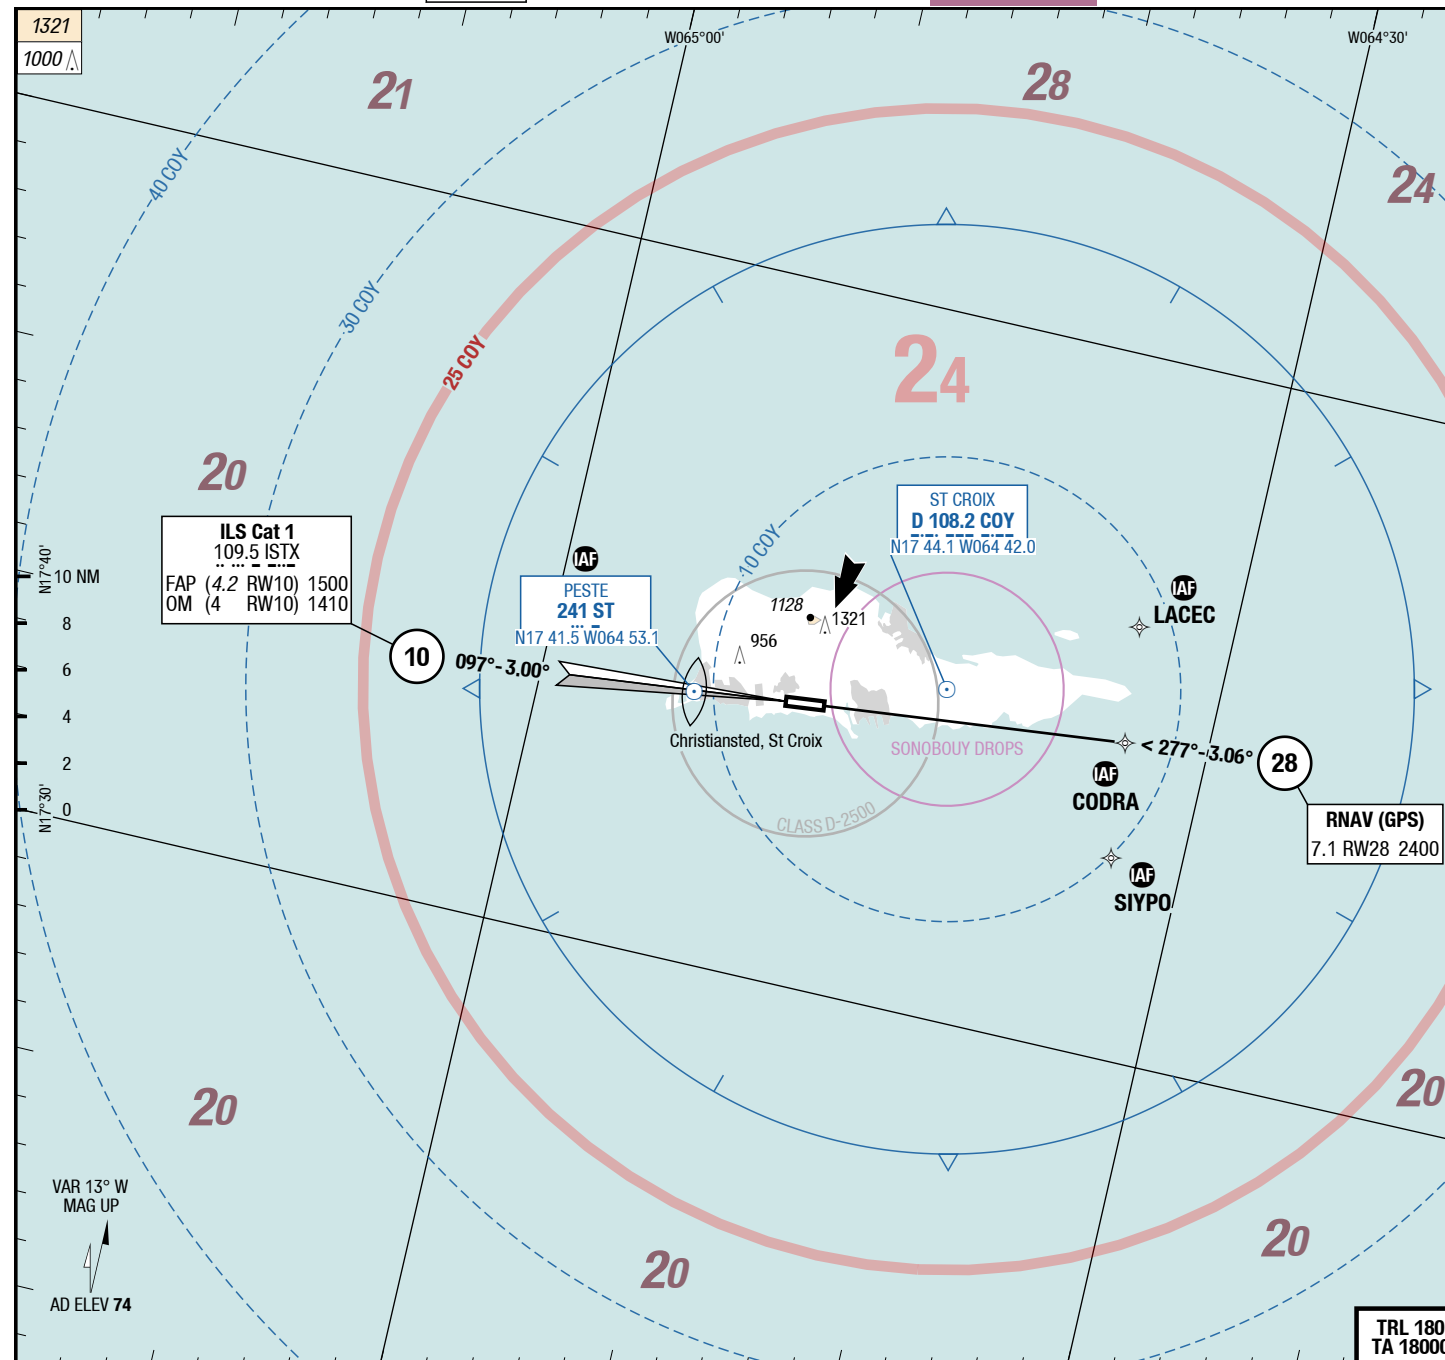 1321
1000
W065°00'
W064°30'
21
28
24
40 COY
30 COY
25 COY
24
20
ILS Cat 1
109.5 ISTX
FAP (4.2 RW10) 1500
OM (4 RW10) 1410
N17°40'
10 NM
8
6
4
2
0
N17°30'
10
097°- 3.00°
IAF
PESTE
241 ST
N17 41.5 W064 53.1
10 COY
ST CROIX
D 108.2 COY
N17 44.1 W064 42.0
1128
1321
956
IAF
LACEC
Christiansted, St Croix
SONOBOUY DROPS
CLASS D-2500
< 277°- 3.06°
28
IAF
CODRA
RNAV (GPS)
7.1 RW28 2400
IAF
SIYPO
20
20
VAR 13° W
MAG UP
AD ELEV 74
20
20
TRL 180
TA 18000